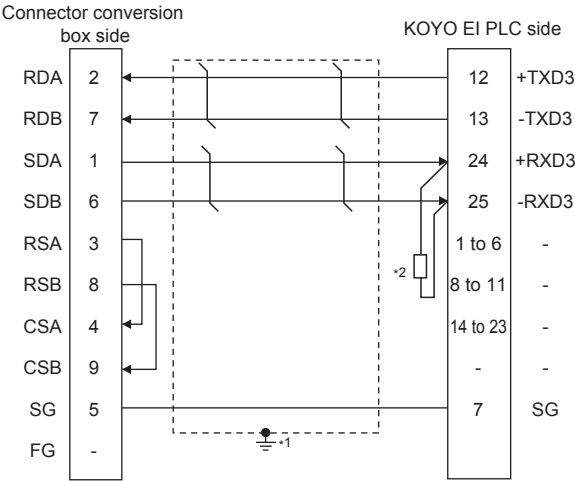 Connector conversion
box side
KOYO EI PLC side
RDA 2 12 +TXD3
RDB 7 13 -TXD3
SDA 1 24 +RXD3
SDB 6 25 -RXD3
RSA 3 1 to 6 -
*2
RSB 8 8 to 11 -
CSA 4 14 to 23 -
CSB 9 - -
SG 5 7 SG
*1
FG -